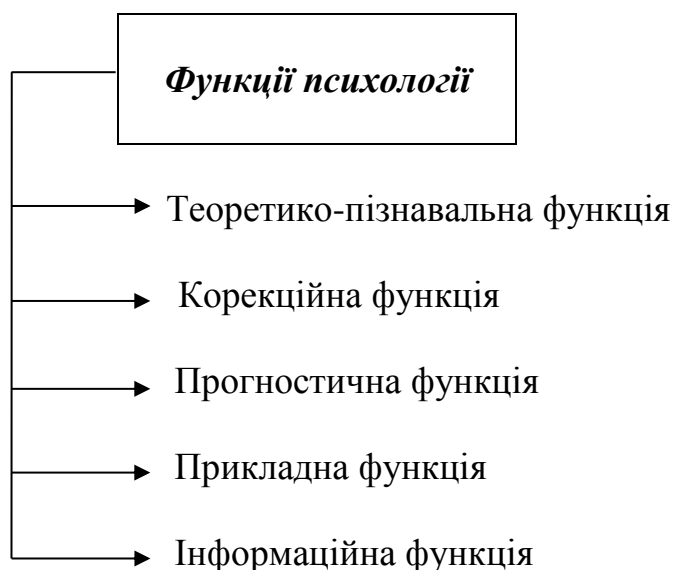 Функції психології
Теоретико-пізнавальна функція
Корекційна функція
Прогностична функція
Прикладна функція
Інформаційна функція